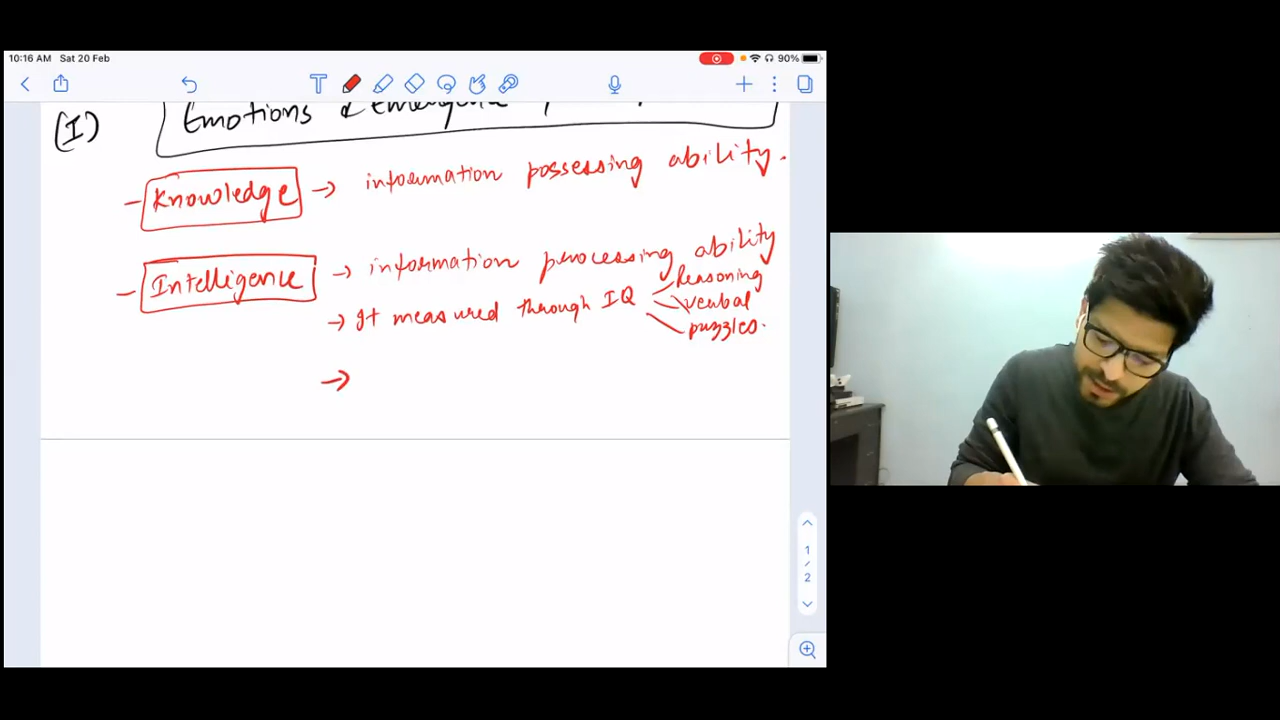 10:16 AM Sat 20 Feb
90%
T
(I) Emotions &
- Knowledge → information possessing ability.
- Intelligence → information processing ability
→ It measured through IQ
reasoning
verbal
puzzles.
→
1
/
2